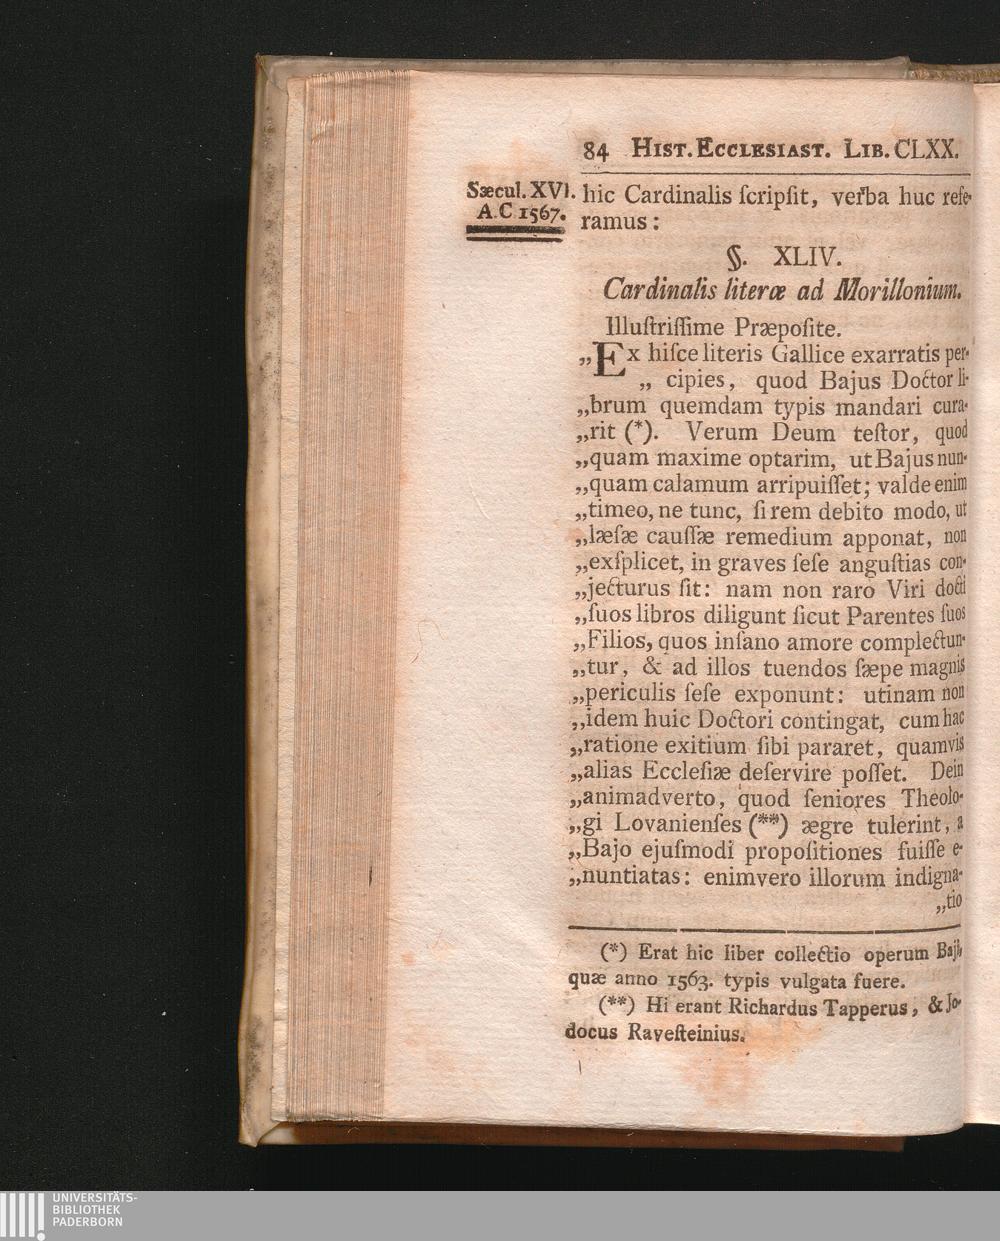 84 HIST. ECCLESIAST. LIB. CLXX.
Sæcul. XVI.
A.C 1567.
hic Cardinalis ſcripſit, verba huc refe-
ramus:
§. XLIV.
Cardinalis literæ ad Morillonium.
Illuſtriſſime Præpoſite.
„Ex hiſce literis Gallice exarratis per-
„ cipies, quod Bajus Doctor li-
„brum quemdam typis mandari cura-
„rit (*). Verum Deum teſtor, quod
„quam maxime optarim, ut Bajus nun-
„quam calamum arripuiſſet; valde enim
„timeo, ne tunc, ſi rem debito modo, ut
„læſæ cauſſæ remedium apponat, non
„exſplicet, in graves ſeſe anguſtias con-
„jecturus ſit: nam non raro Viri docti
„ſuos libros diligunt ſicut Parentes ſuos
„Filios, quos inſano amore complectun-
„tur, & ad illos tuendos ſæpe magnis
„periculis ſeſe exponunt: utinam non
„idem huic Doctori contingat, cum hac
„ratione exitium ſibi pararet, quamvis
„alias Eccleſiæ deſervire poſſet. Dein
„animadverto, quod ſeniores Theolo-
„gi Lovanienſes (**) ægre tulerint, a
„Bajo ejuſmodi propoſitiones fuiſſe e-
„nuntiatas: enimvero illorum indigna-
„tio
(*) Erat hic liber collectio operum Baji,
quæ anno 1563. typis vulgata fuere.
(**) Hi erant Richardus Tapperus, & Jo-
docus Raveſteinius.
UNIVERSITÄTS-
BIBLIOTHEK
PADERBORN